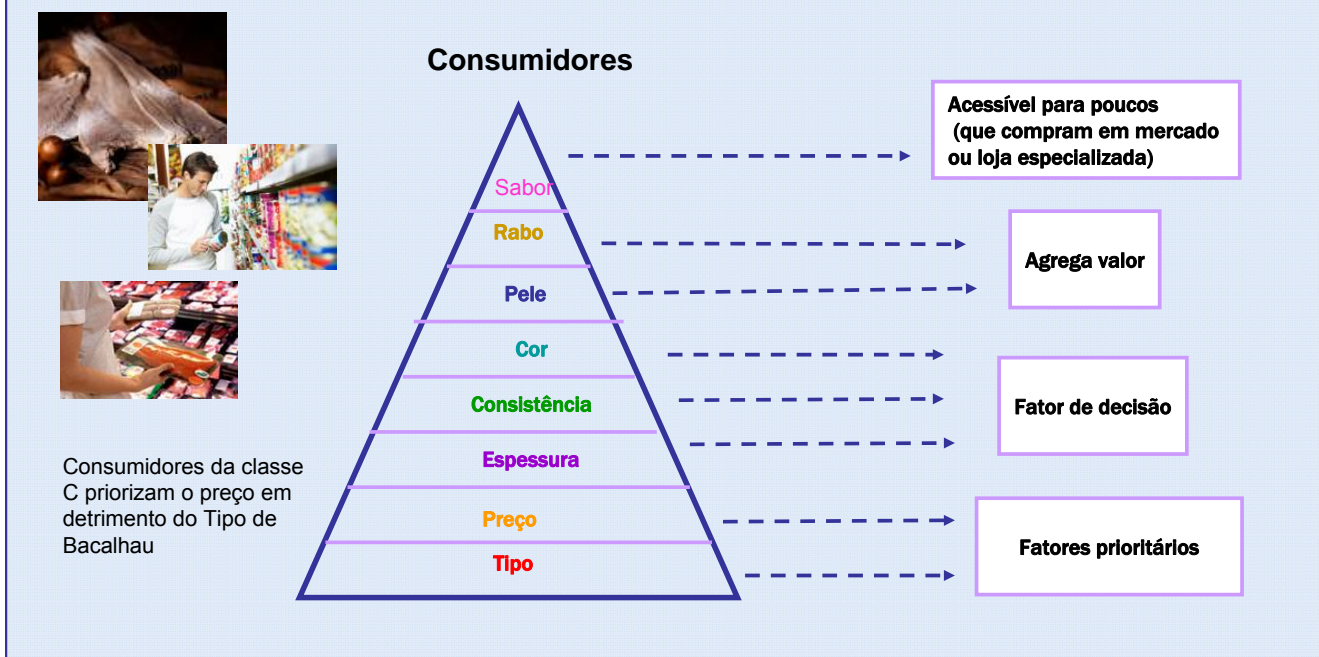 Consumidores
Acessível para poucos
(que compram em mercado
ou loja especializada)
Sabor
Rabo
Agrega valor
Pele
Cor
Consistência
Fator de decisão
Espessura
Consumidores da classe
C priorizam o preço em
detrimento do Tipo de
Bacalhau
Preço
Fatores prioritários
Tipo